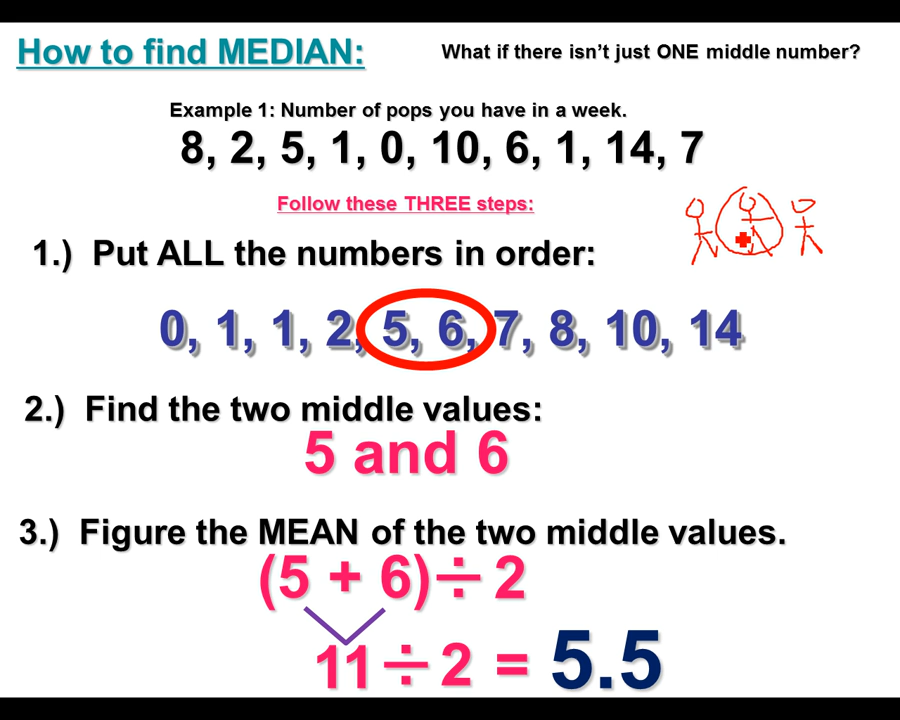 How to find MEDIAN:
What if there isn’t just ONE middle number?
Example 1: Number of pops you have in a week.
8, 2, 5, 1, 0, 10, 6, 1, 14, 7
Follow these THREE steps:
1.) Put ALL the numbers in order:
0, 1, 1, 2, 5, 6, 7, 8, 10, 14
2.) Find the two middle values:
5 and 6
3.) Figure the MEAN of the two middle values.
(5 + 6)÷2
11÷2 = 5.5